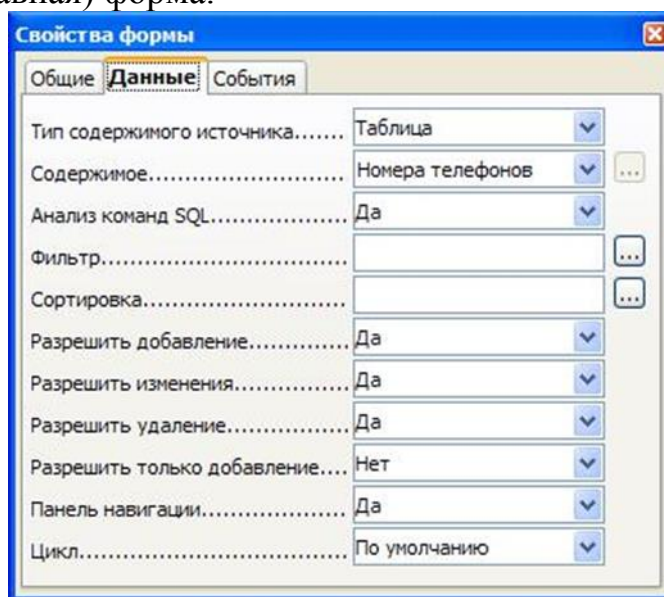 форма.
Свойства формы
Общие Данные События
Тип содержимого источника....... Таблица
Содержимое........................... Номера телефонов ...
Анализ команд SQL.................... Да
Фильтр................................. ...
Сортировка............................ ...
Разрешить добавление.............. Да
Разрешить изменения................ Да
Разрешить удаление.................. Да
Разрешить только добавление.... Нет
Панель навигации..................... Да
Цикл.................................... По умолчанию